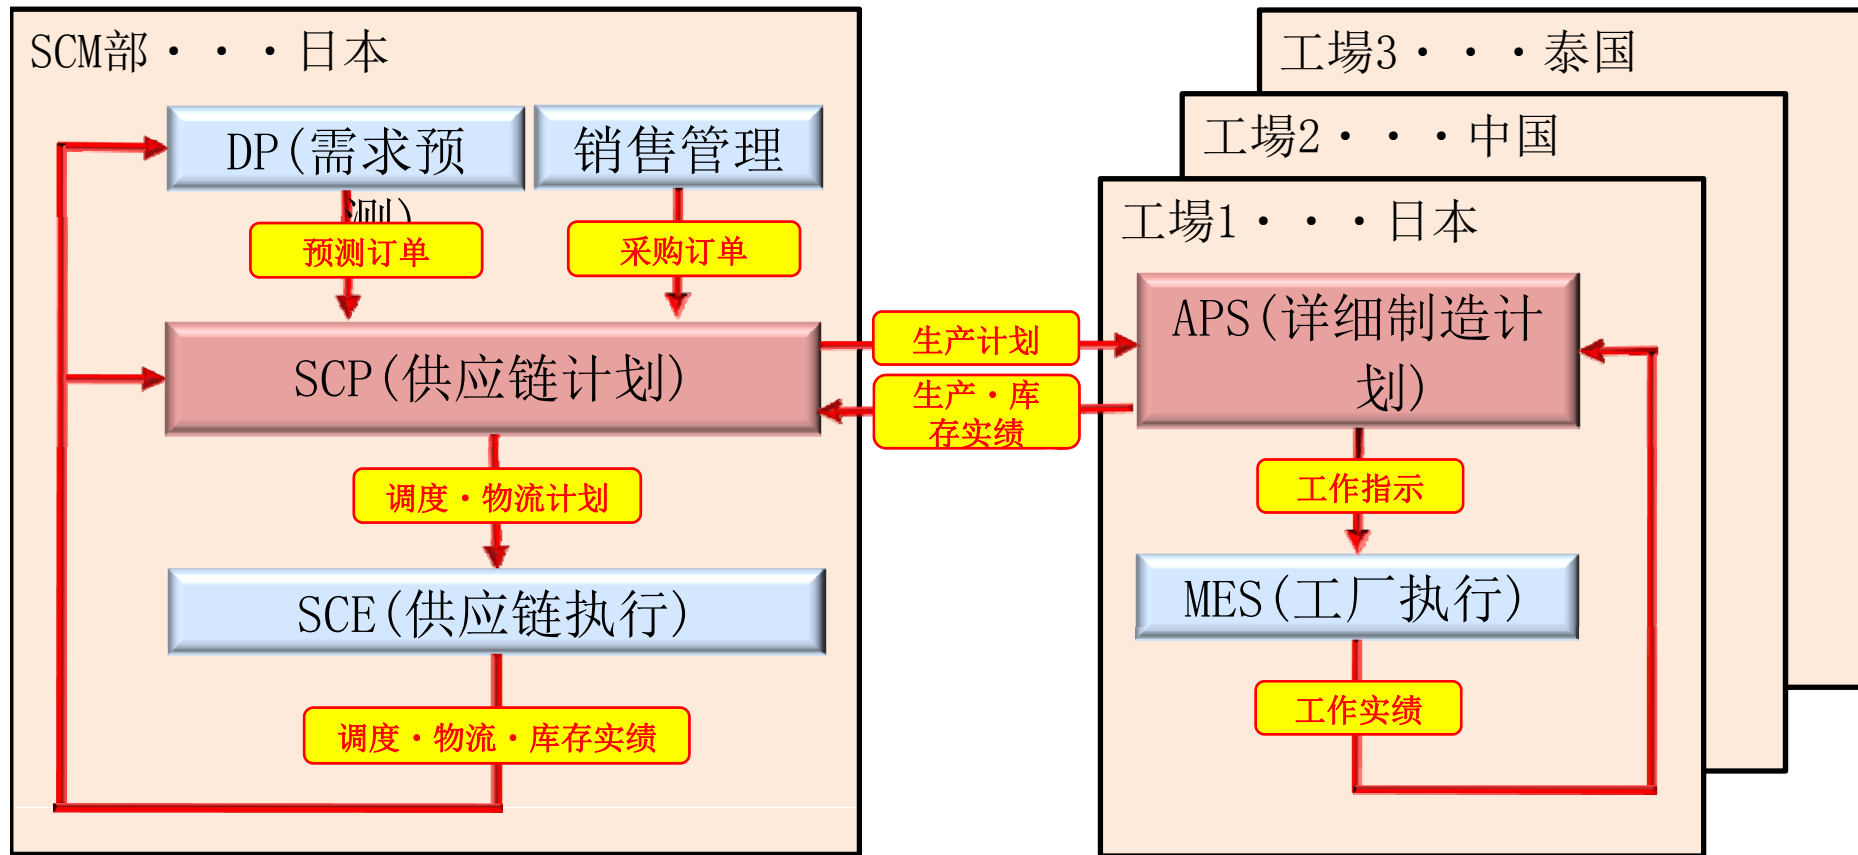 SCM部・・・日本
DP(需求预
测)
销售管理
预测订单
采购订单
SCP(供应链计划)
调度・物流计划
SCE(供应链执行)
调度・物流・库存实绩
生产计划
生产・库
存实绩
工場3・・・泰国
工場2・・・中国
工場1・・・日本
APS(详细制造计
划)
工作指示
MES(工厂执行)
工作实绩